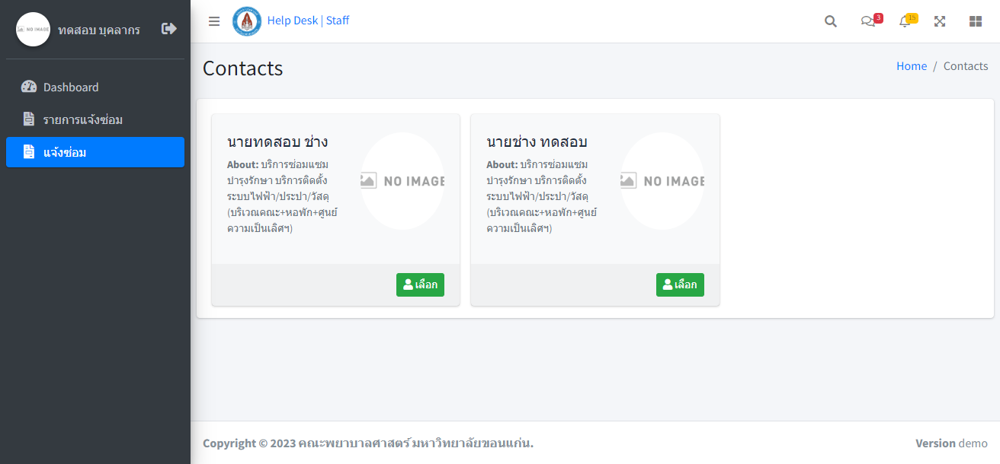 NO IMAGE
ทดสอบ บุคลากร
Dashboard
รายการแจ้งซ่อม
แจ้งซ่อม
Help Desk | Staff
3
15
Contacts
Home / Contacts
นายทดสอบ ช่าง
About: บริการซ่อมแซม
ปารุงรักษา บริการติดตั้ง
ระบบไฟฟ้า/ประปา/วัสดุ
(บริเวณคณะ+หอพัก+ศูนย์
ความเป็นเลิศฯ)
NO IMAGE
เลือก
นายช่าง ทดสอบ
About: บริการซ่อมแซม
ปารุงรักษา บริการติดตั้ง
ระบบไฟฟ้า/ประปา/วัสดุ
(บริเวณคณะ+หอพัก+ศูนย์
ความเป็นเลิศฯ)
NO IMAGE
เลือก
Copyright © 2023 คณะพยาบาลศาสตร์ มหาวิทยาลัยขอนแก่น.
Version demo